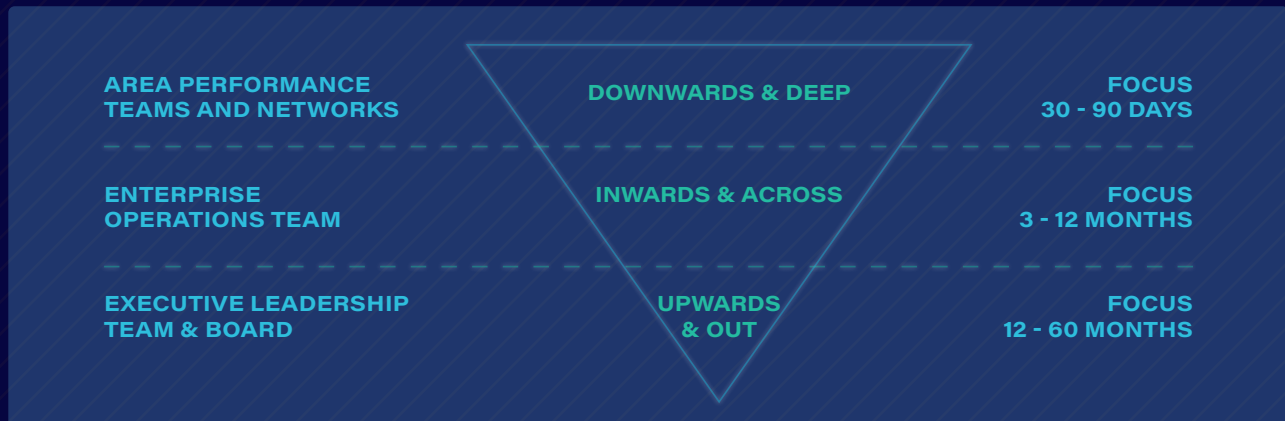 AREA PERFORMANCE
TEAMS AND NETWORKS
DOWNWARDS & DEEP
FOCUS
30 - 90 DAYS
ENTERPRISE
OPERATIONS TEAM
INWARDS & ACROSS
FOCUS
3 - 12 MONTHS
EXECUTIVE LEADERSHIP
TEAM & BOARD
UPWARDS
& OUT
FOCUS
12 - 60 MONTHS